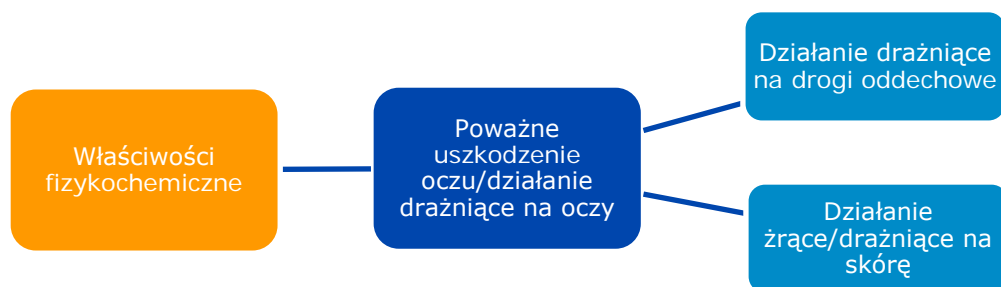 Właściwości
fizykochemiczne
Poważne
uszkodzenie
oczu/działanie
drażniące na oczy
Działanie drażniące
na drogi oddechowe
Działanie
żrące/drażniące na
skórę